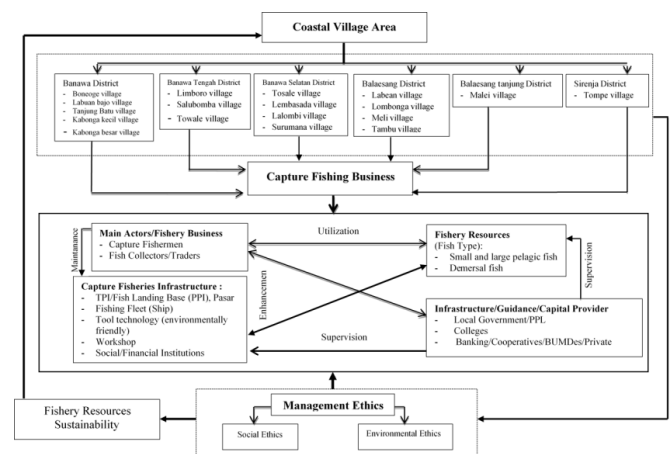 Coastal Village Area
Banawa District
- Boneoge village
- Labuan bajo village
- Tanjung Batu village
- Kabonga kecil village
- Kabonga besar village
Banawa Tengah District
- Limboro village
- Salubomba village
- Towale village
Banawa Selatan District
- Tosale village
- Lembasada village
- Lalombi village
- Surumana village
Balaesang District
- Labean village
- Lombonga village
- Meli village
- Tambu village
Balaesang tanjung District
- Malei village
Sirenja District
- Tompe village
Capture Fishing Business
Maintanance
Main Actors/Fishery Business
- Capture Fishermen
- Fish Collectors/Traders
Utilization
Fishery Resources
(Fish Type):
- Small and large pelagic fish
- Demersal fish
Supervision
Capture Fisheries Infrastructure :
- TPI/Fish Landing Base (PPI), Pasar
- Fishing Fleet (Ship)
- Tool technology (environmentally
friendly)
- Workshop
- Social/Financial Institutions
Enhancemen
Supervision
Infrastructure/Guidance/Capital Provider
- Local Government/PPL
- Colleges
- Banking/Cooperatives/BUMDes/Private
Fishery Resources
Sustainability
Management Ethics
Social Ethics
Environmental Ethics